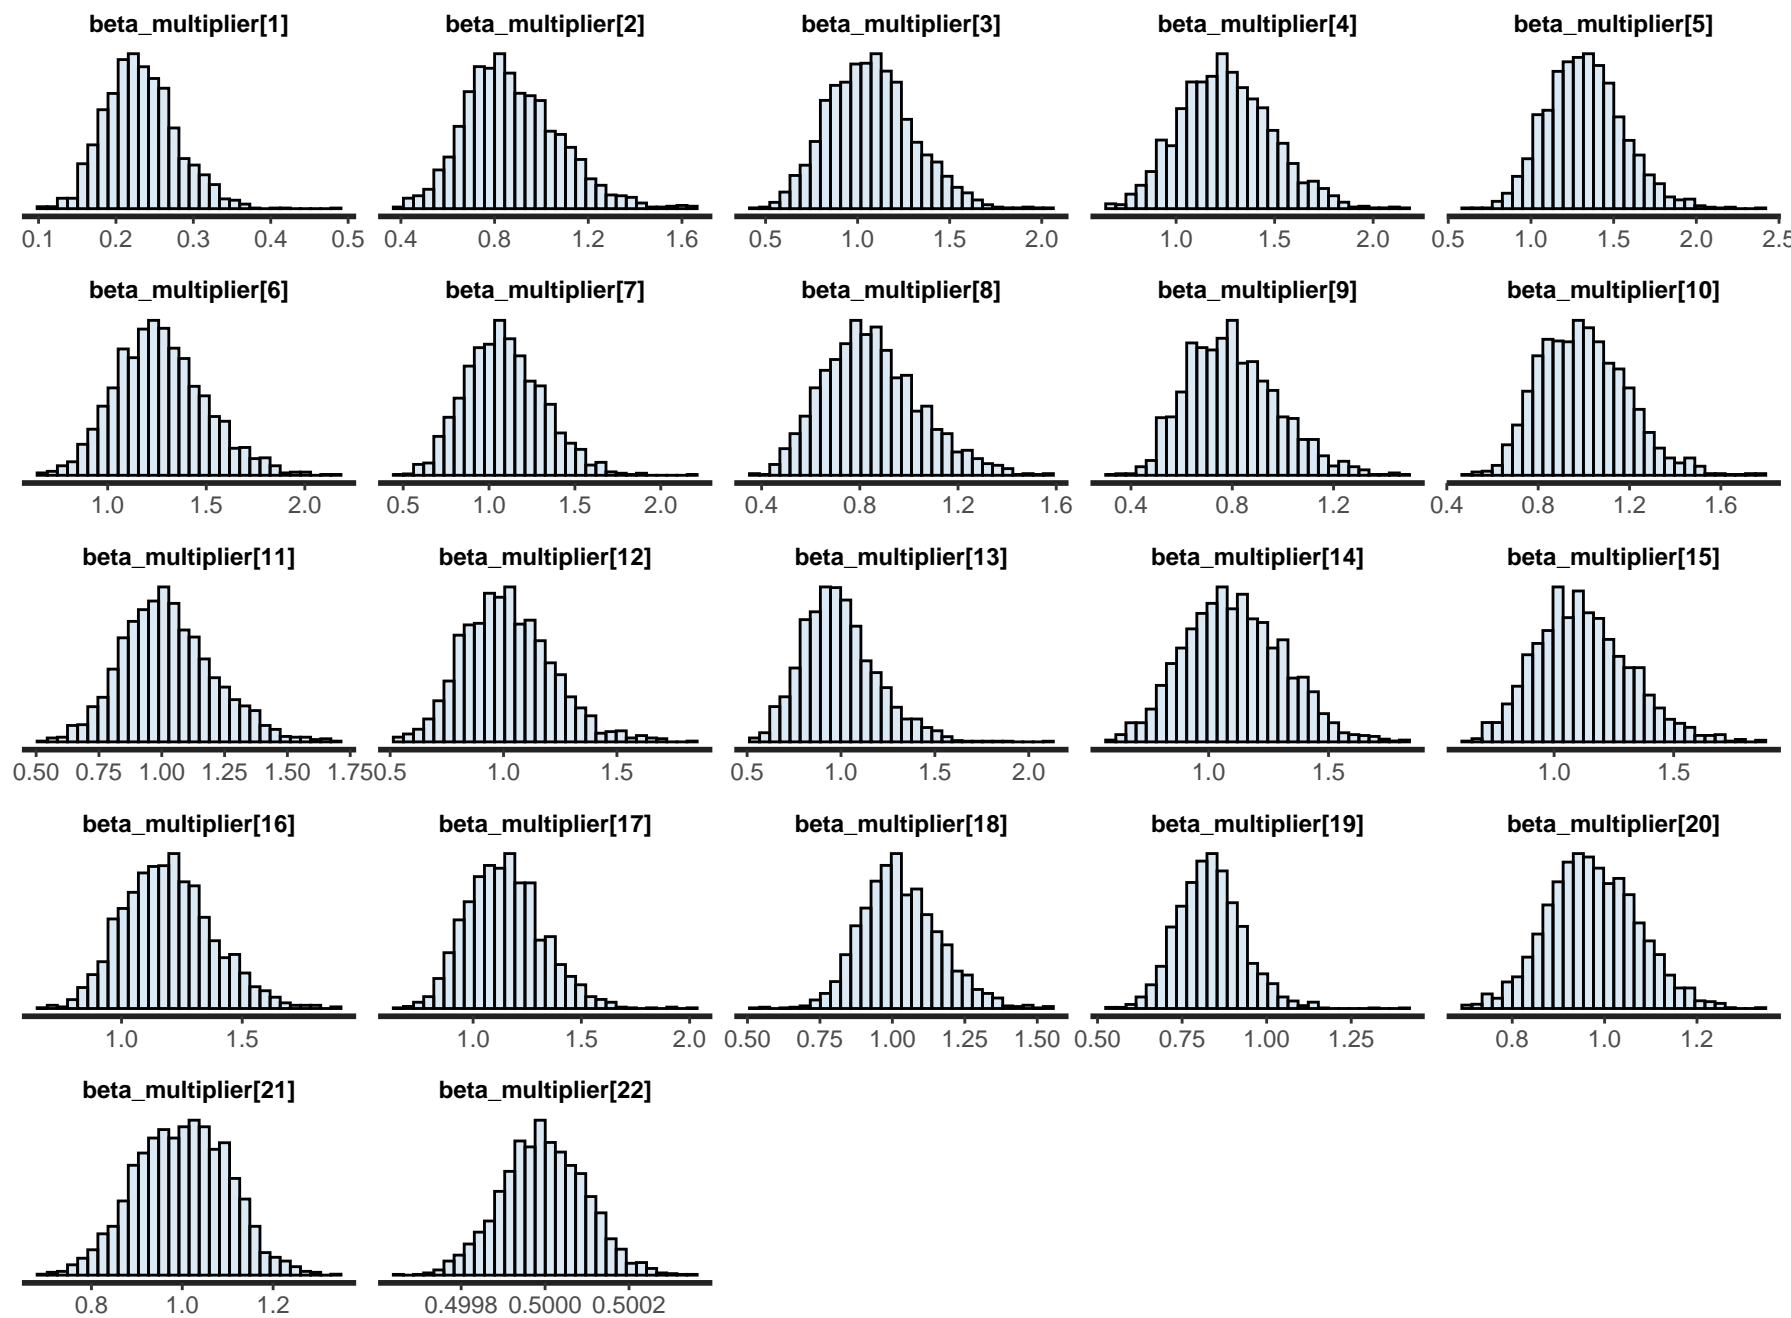 beta_multiplier[1] beta_multiplier[2] beta_multiplier[3] beta_multiplier[4] beta_multiplier[5]
0.1 0.2 0.3 0.4 0.5 0.4 0.8 1.2 1.6 0.5 1.0 1.5 2.0 1.0 1.5 2.0 0.5 1.0 1.5 2.0 2.5
beta_multiplier[6] beta_multiplier[7] beta_multiplier[8] beta_multiplier[9] beta_multiplier[10]
1.0 1.5 2.0 0.5 1.0 1.5 2.0 0.4 0.8 1.2 1.6 0.4 0.8 1.2 0.4 0.8 1.2 1.6
beta_multiplier[11] beta_multiplier[12] beta_multiplier[13] beta_multiplier[14] beta_multiplier[15]
0.50 0.75 1.00 1.25 1.50 1.75 0.5 1.0 1.5 0.5 1.0 1.5 2.0 1.0 1.5 1.0 1.5
beta_multiplier[16] beta_multiplier[17] beta_multiplier[18] beta_multiplier[19] beta_multiplier[20]
1.0 1.5 1.0 1.5 2.0 0.50 0.75 1.00 1.25 1.50 0.50 0.75 1.00 1.25 0.8 1.0 1.2
beta_multiplier[21] beta_multiplier[22]
0.8 1.0 1.2 0.4998 0.5000 0.5002